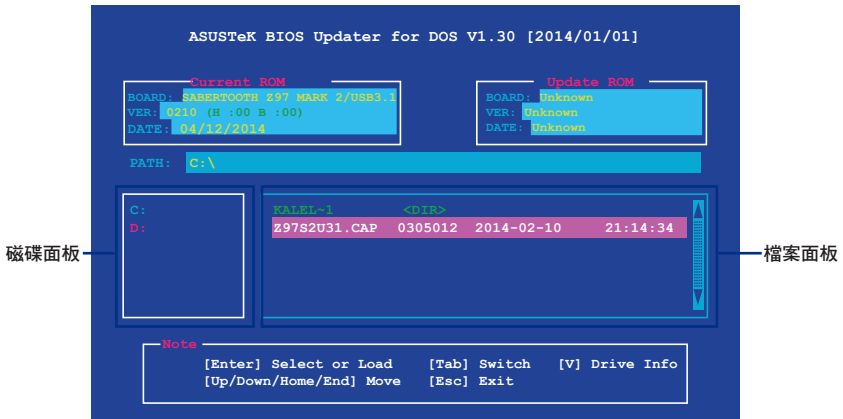 ASUSTeK BIOS Updater for DOS V1.30 [2014/01/01]
Current ROM
BOARD: SABERTOOTH Z97 MARK 2/USB3.1
VER: 0210 (H :00 B :00)
DATE: 04/12/2014
Update ROM
BOARD: Unknown
VER: Unknown
DATE: Unknown
PATH: C:\
磁碟面板
C:
D:
KALEL~1 <DIR>
Z97S2U31.CAP 0305012 2014-02-10 21:14:34
檔案面板
Note
[Enter] Select or Load [Tab] Switch [V] Drive Info
[Up/Down/Home/End] Move [Esc] Exit